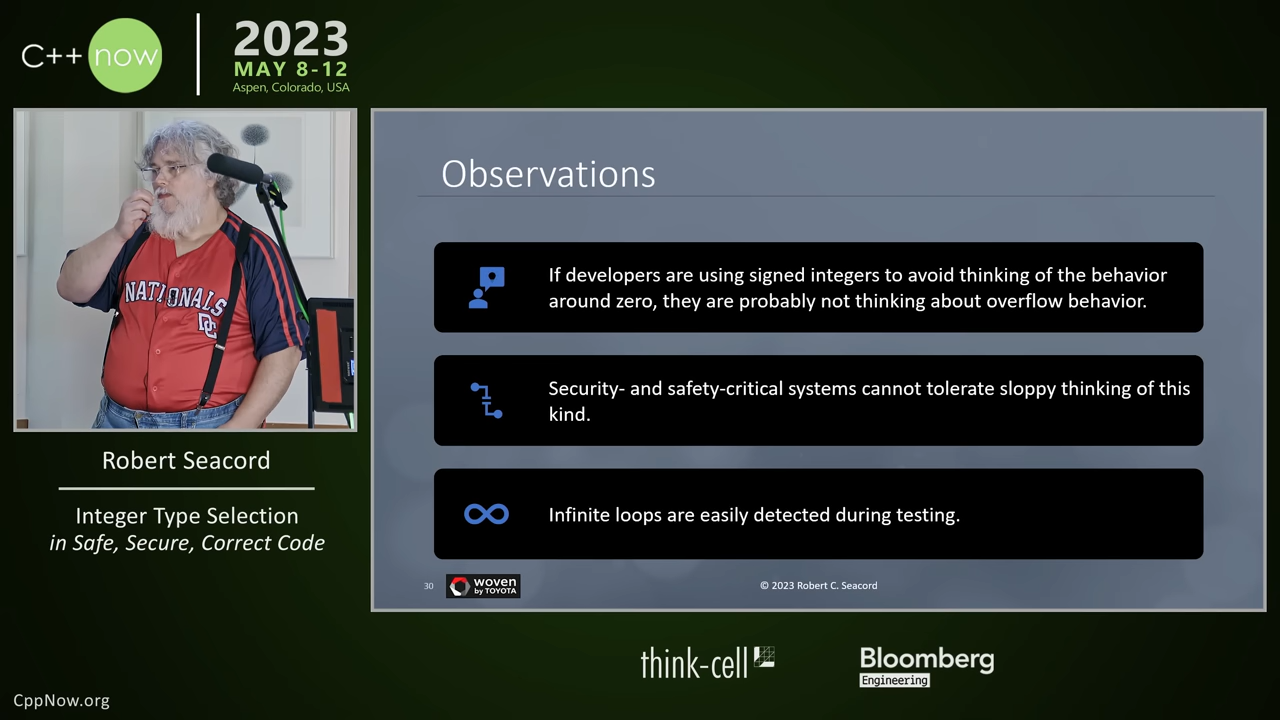 C++ now
2023
MAY 8-12
Aspen, Colorado, USA
NATIONALS
DC
Robert Seacord
Integer Type Selection
in Safe, Secure, Correct Code
Observations
If developers are using signed integers to avoid thinking of the behavior
around zero, they are probably not thinking about overflow behavior.
Security- and safety-critical systems cannot tolerate sloppy thinking of this
kind.
Infinite loops are easily detected during testing.
30
woven
by TOYOTA
© 2023 Robert C. Seacord
think-cell
Bloomberg
Engineering
CppNow.org